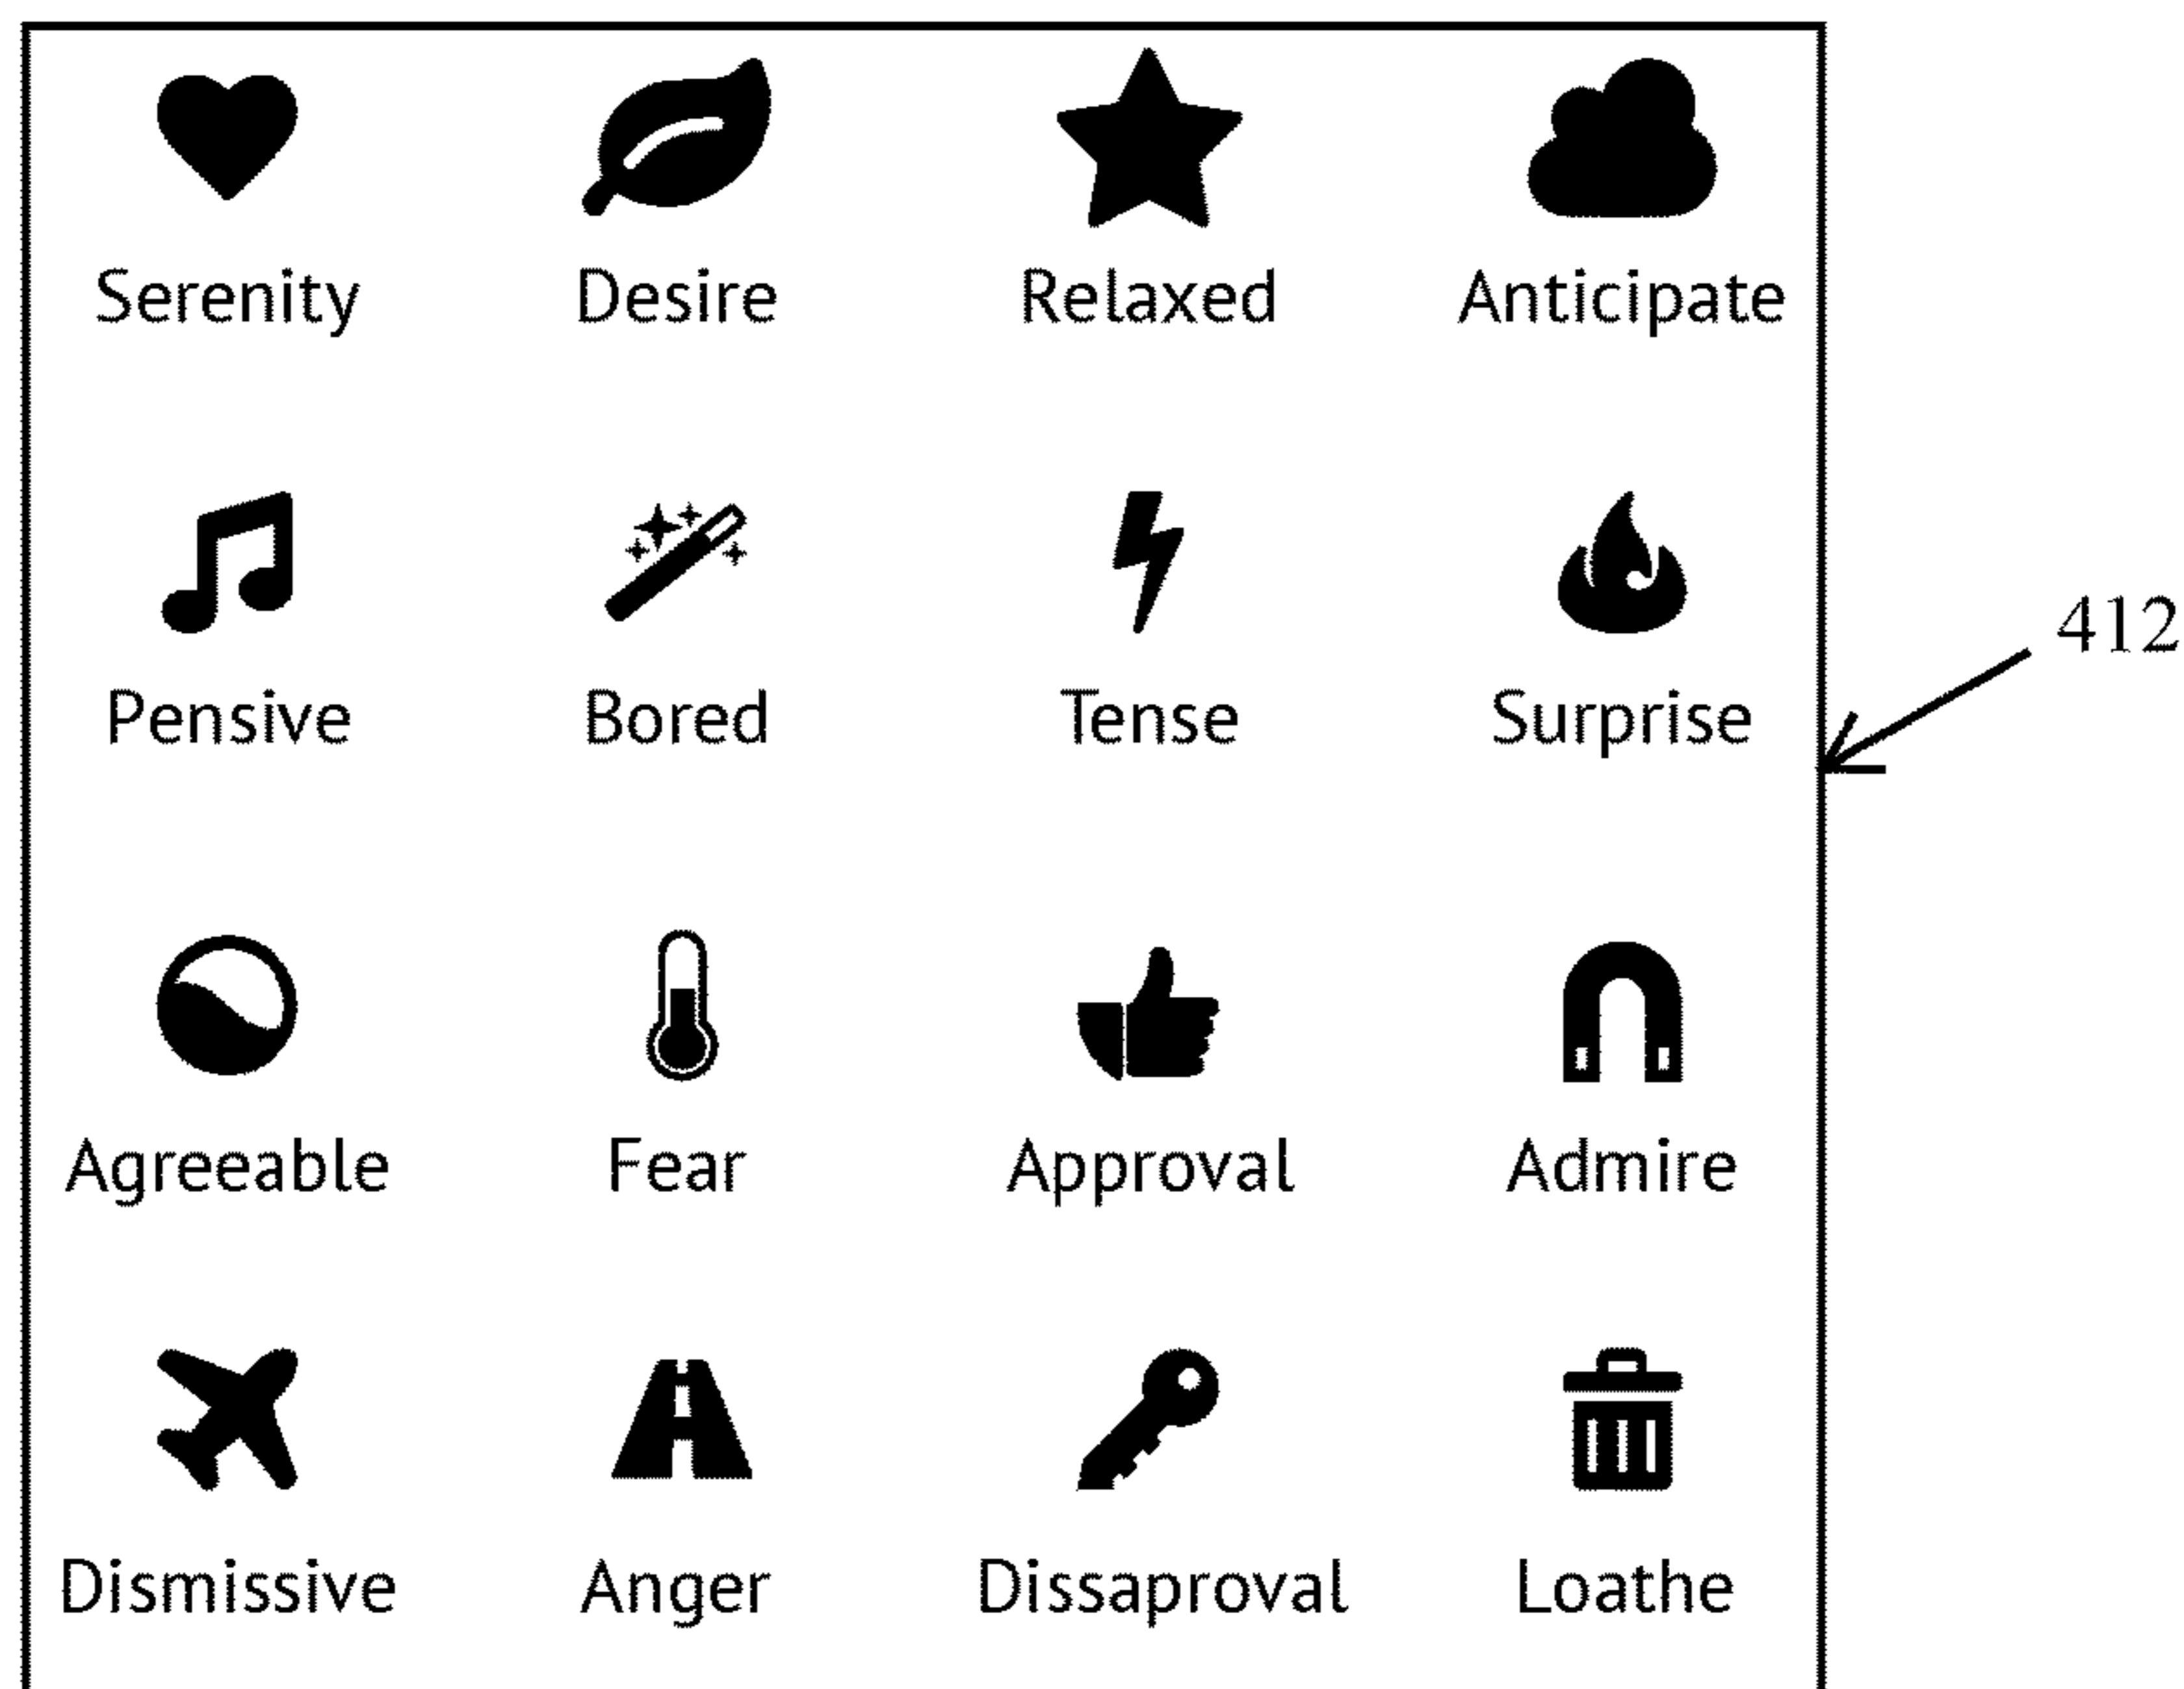 Serenity Desire Relaxed Anticipate
Pensive Bored Tense Surprise
412
Agreeable Fear Approval Admire
Dismissive Anger Dissaproval Loathe